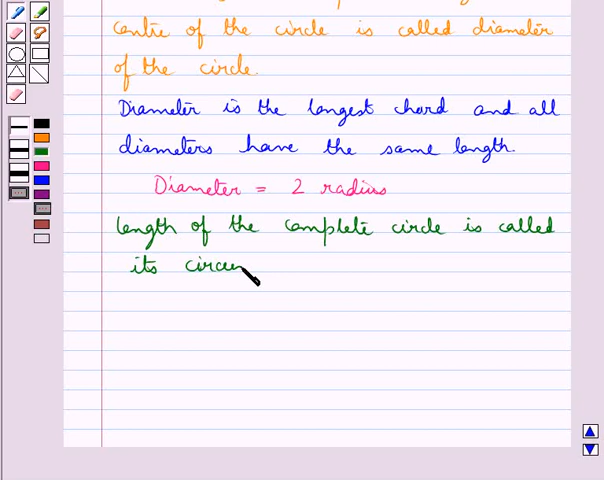 centre of the circle is called diameter
of the circle.
Diameter is the longest chord and all
diameters have the same length.
Diameter = 2 radius
Length of the complete circle is called
its circum